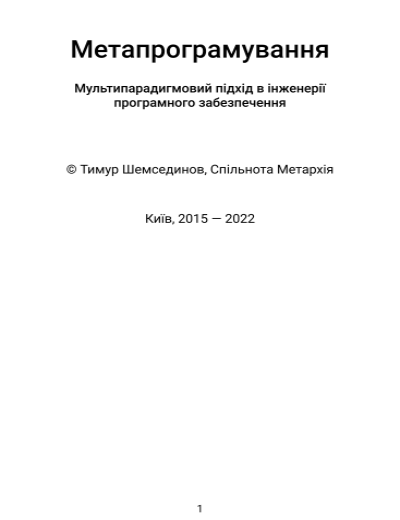 Метапрограмування
Мультипарадигмовий підхід в інженерії
програмного забезпечення
© Тимур Шемсединов, Спільнота Метархія
Київ, 2015 — 2022
1